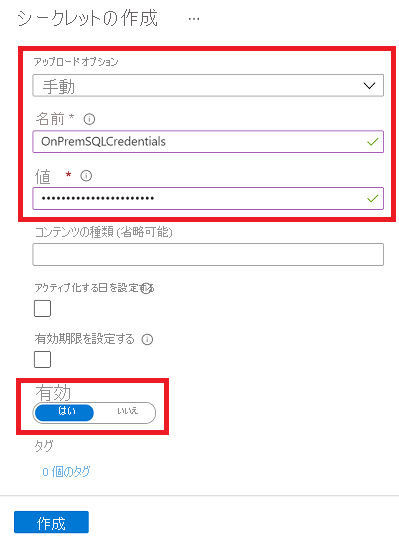 シークレットの作成 ...
アップロード オプション
手動
名前 *
OnPremSQLCredentials
値 *
••••••••••••••••••••••••
コンテンツの種類 (省略可能)
アクティブ化する日を設定する
有効期限を設定する
有効
はい いいえ
タグ
0 個のタグ
作成